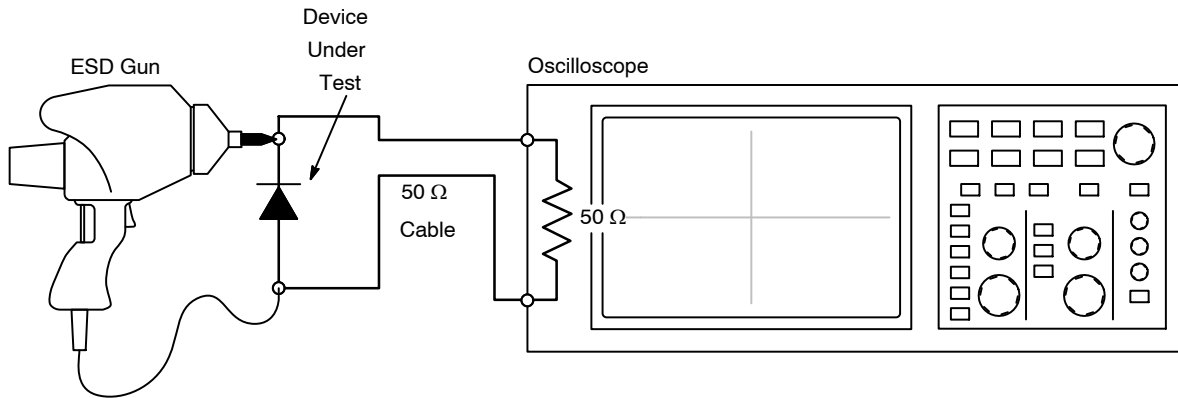 Device
Under
Test
ESD Gun
Oscilloscope
50 Ω
Cable
50 Ω